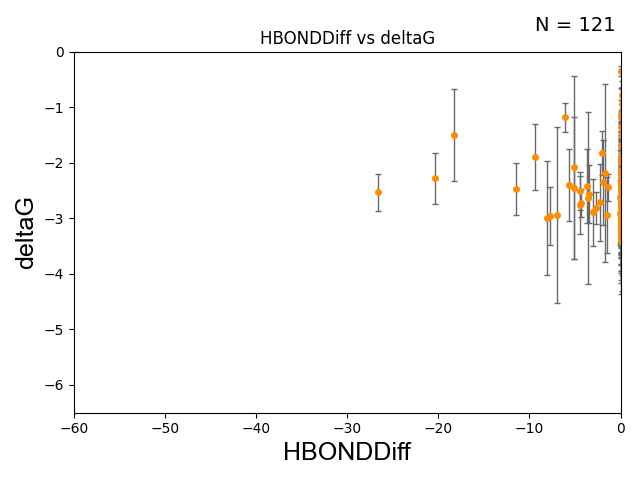 N = 121
HBONDDiff vs deltaG
0
−1
−2
−3
−4
−5
−6
deltaG
−60 −50 −40 −30 −20 −10 0
HBONDDiff